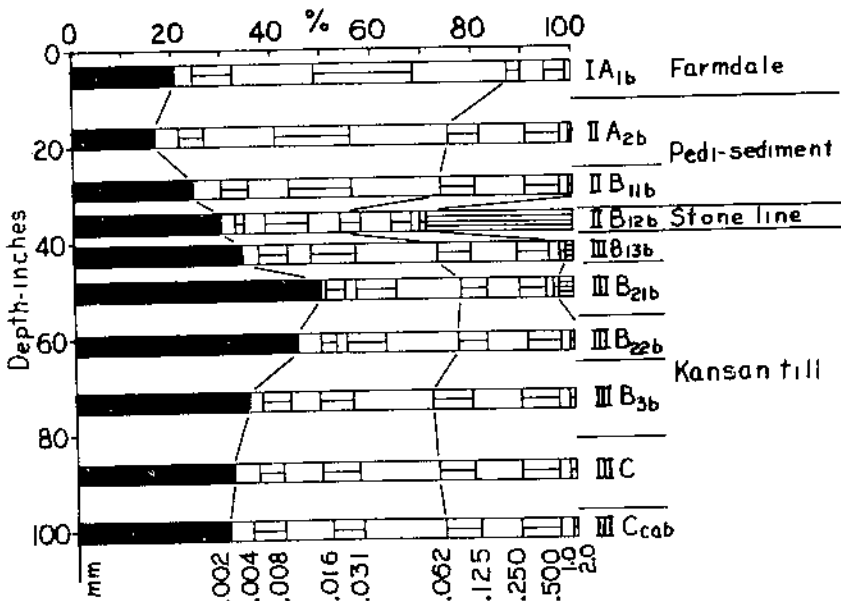 %
0 20 40 60 80 100
0
I A1b Farmdale
II A2b
20
Pedi-sediment
II B11b
II B12b Stone line
40
III B13b
III B21b
Depth-inches
60
III B22b
Kansan till
III B3b
80
III C
100
III Ccab
mm .002 .004 .008 .016 .031 .062 .125 .250 .500 1.0 2.0